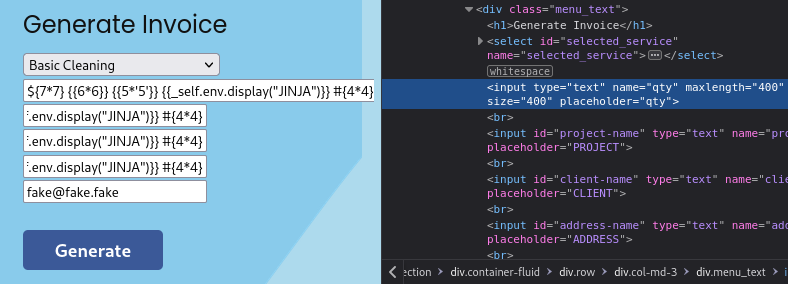 Generate Invoice
Basic Cleaning
${7*7} {{6*6}} {{5*'5'}} {{_self.env.display("JINJA")}} #{4*4}
.env.display("JINJA")}} #{4*4}
.env.display("JINJA")}} #{4*4}
.env.display("JINJA")}} #{4*4}
fake@fake.fake
Generate
<div class="menu_text">
<h1>Generate Invoice</h1>
<select id="selected_service"
name="selected_service"> ⋯ </select>
whitespace
<input type="text" name="qty" maxlength="400"
size="400" placeholder="qty">
<br>
<input id="project-name" type="text" name="pro
placeholder="PROJECT">
<br>
<input id="client-name" type="text" name="clie
placeholder="CLIENT">
<br>
<input id="address-name" type="text" name="add
placeholder="ADDRESS">
<br>
ection > div.container-fluid > div.row > div.col-md-3 > div.menu_text > i